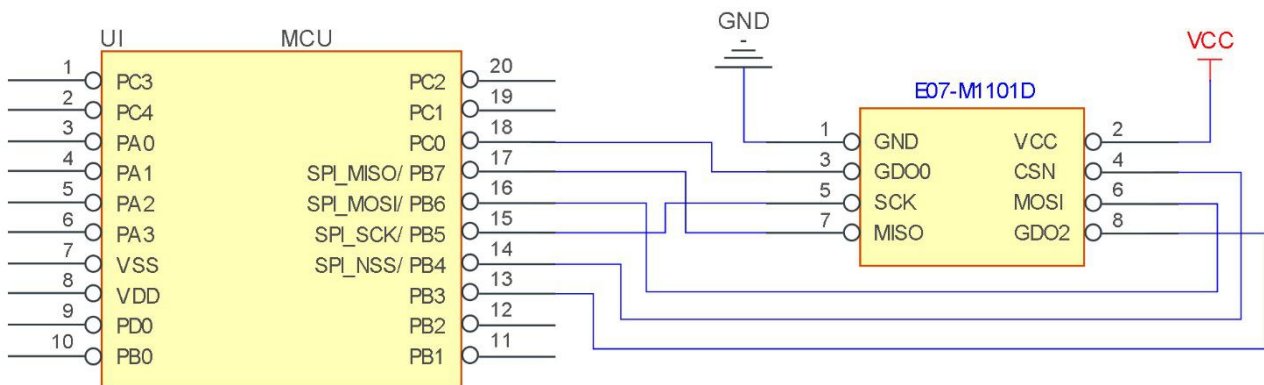 UI MCU
1 PC3
2 PC4
3 PA0
4 PA1
5 PA2
6 PA3
7 VSS
8 VDD
9 PD0
10 PB0
PC2 20
PC1 19
PC0 18
SPI_MISO/ PB7 17
SPI_MOSI/ PB6 16
SPI_SCK/ PB5 15
SPI_NSS/ PB4 14
PB3 13
PB2 12
PB1 11
GND
VCC
E07-M1101D
1 GND VCC 2
3 GDO0 CSN 4
5 SCK MOSI 6
7 MISO GDO2 8